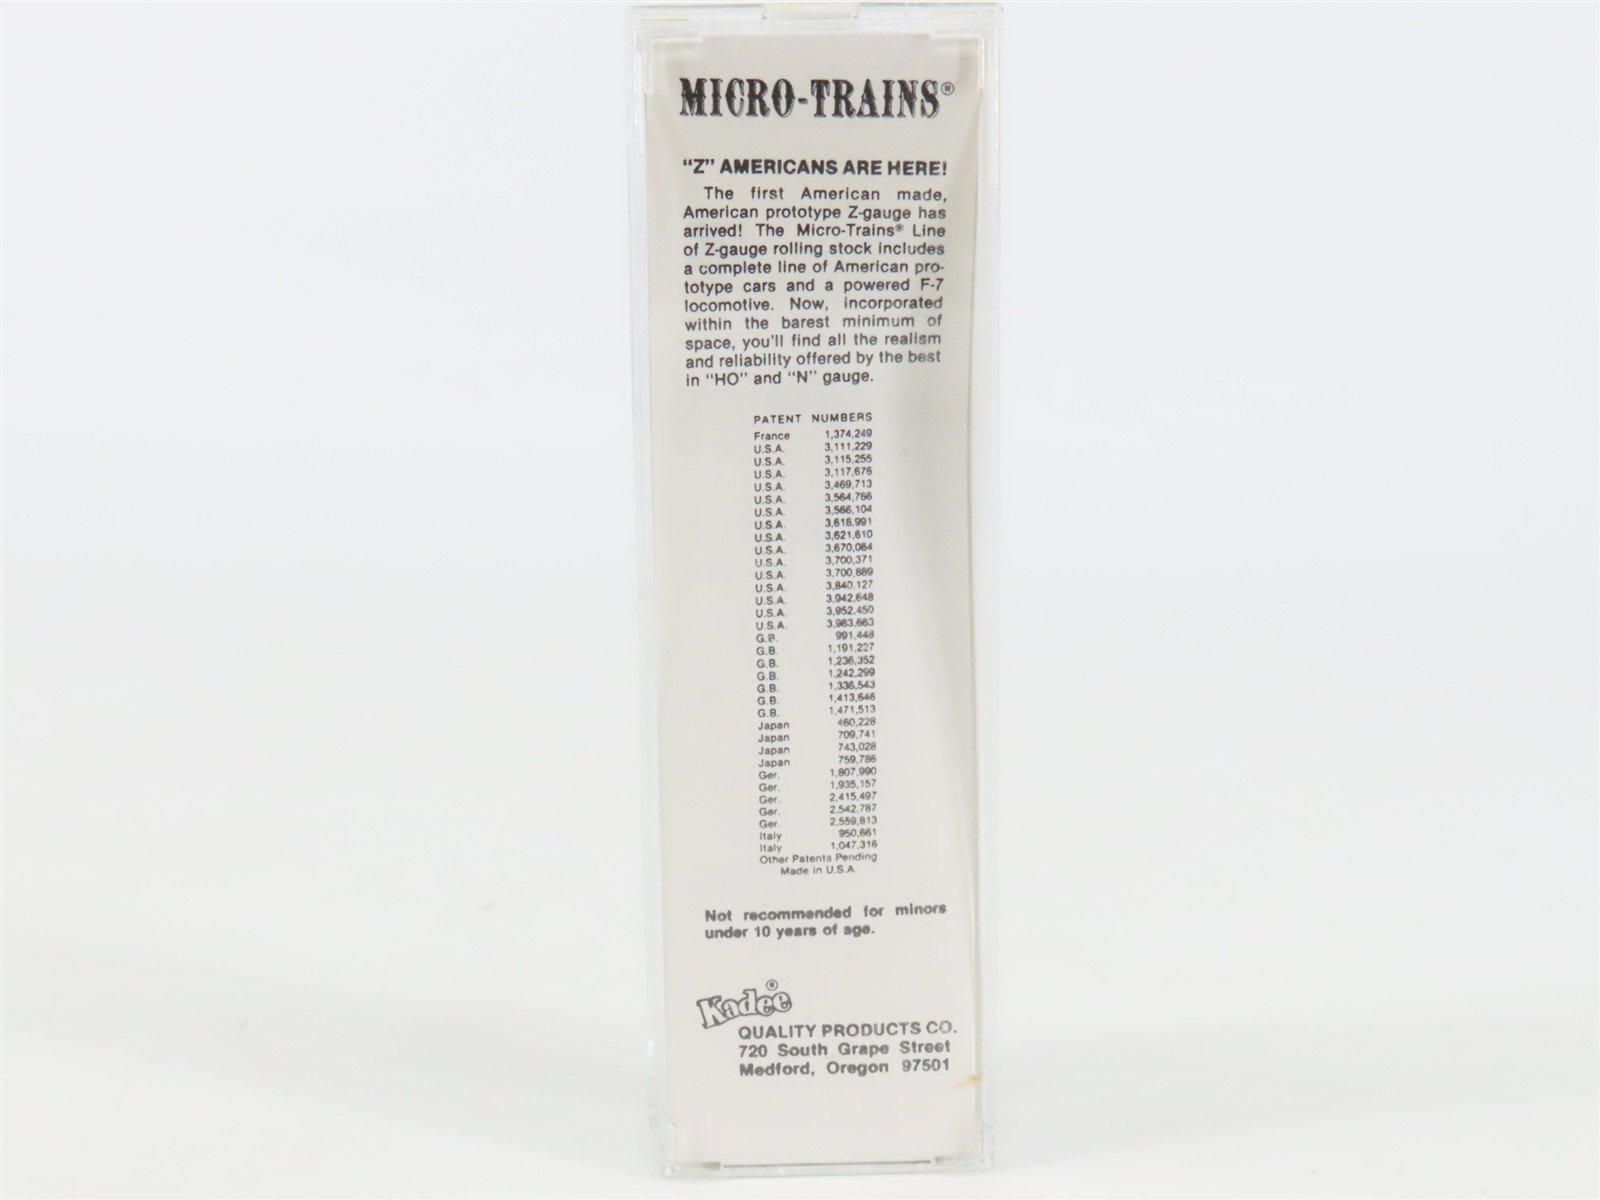 MICRO-TRAINS®
"Z" AMERICANS ARE HERE!
The first American made,
American prototype Z-gauge has
arrived! The Micro-Trains® Line
of Z-gauge rolling stock includes
a complete line of American pro-
totype cars and a powered F-7
locomotive. Now, incorporated
within the barest minimum of
space, you'll find all the realism
and reliability offered by the best
in "HO" and "N" gauge.
PATENT NUMBERS
France 1,374,249
U.S.A. 3,111,229
U.S.A. 3,115,255
U.S.A. 3,117,676
U.S.A. 3,469,713
U.S.A. 3,564,766
U.S.A. 3,566,104
U.S.A. 3,618,991
U.S.A. 3,621,610
U.S.A. 3,670,064
U.S.A. 3,700,371
U.S.A. 3,700,889
U.S.A. 3,840,127
U.S.A. 3,942,648
U.S.A. 3,952,450
U.S.A. 3,983,663
G.B. 991,448
G.B. 1,191,227
G.B. 1,236,352
G.B. 1,242,299
G.B. 1,336,543
G.B. 1,413,646
G.B. 1,471,513
Japan 460,228
Japan 709,741
Japan 743,028
Japan 759,786
Ger. 1,807,990
Ger. 1,935,157
Ger. 2,415,497
Ger. 2,542,787
Ger. 2,559,813
Italy 950,661
Italy 1,047,316
Other Patents Pending
Made in U.S.A.
Not recommended for minors
under 10 years of age.
Kadee®
QUALITY PRODUCTS CO.
720 South Grape Street
Medford, Oregon 97501